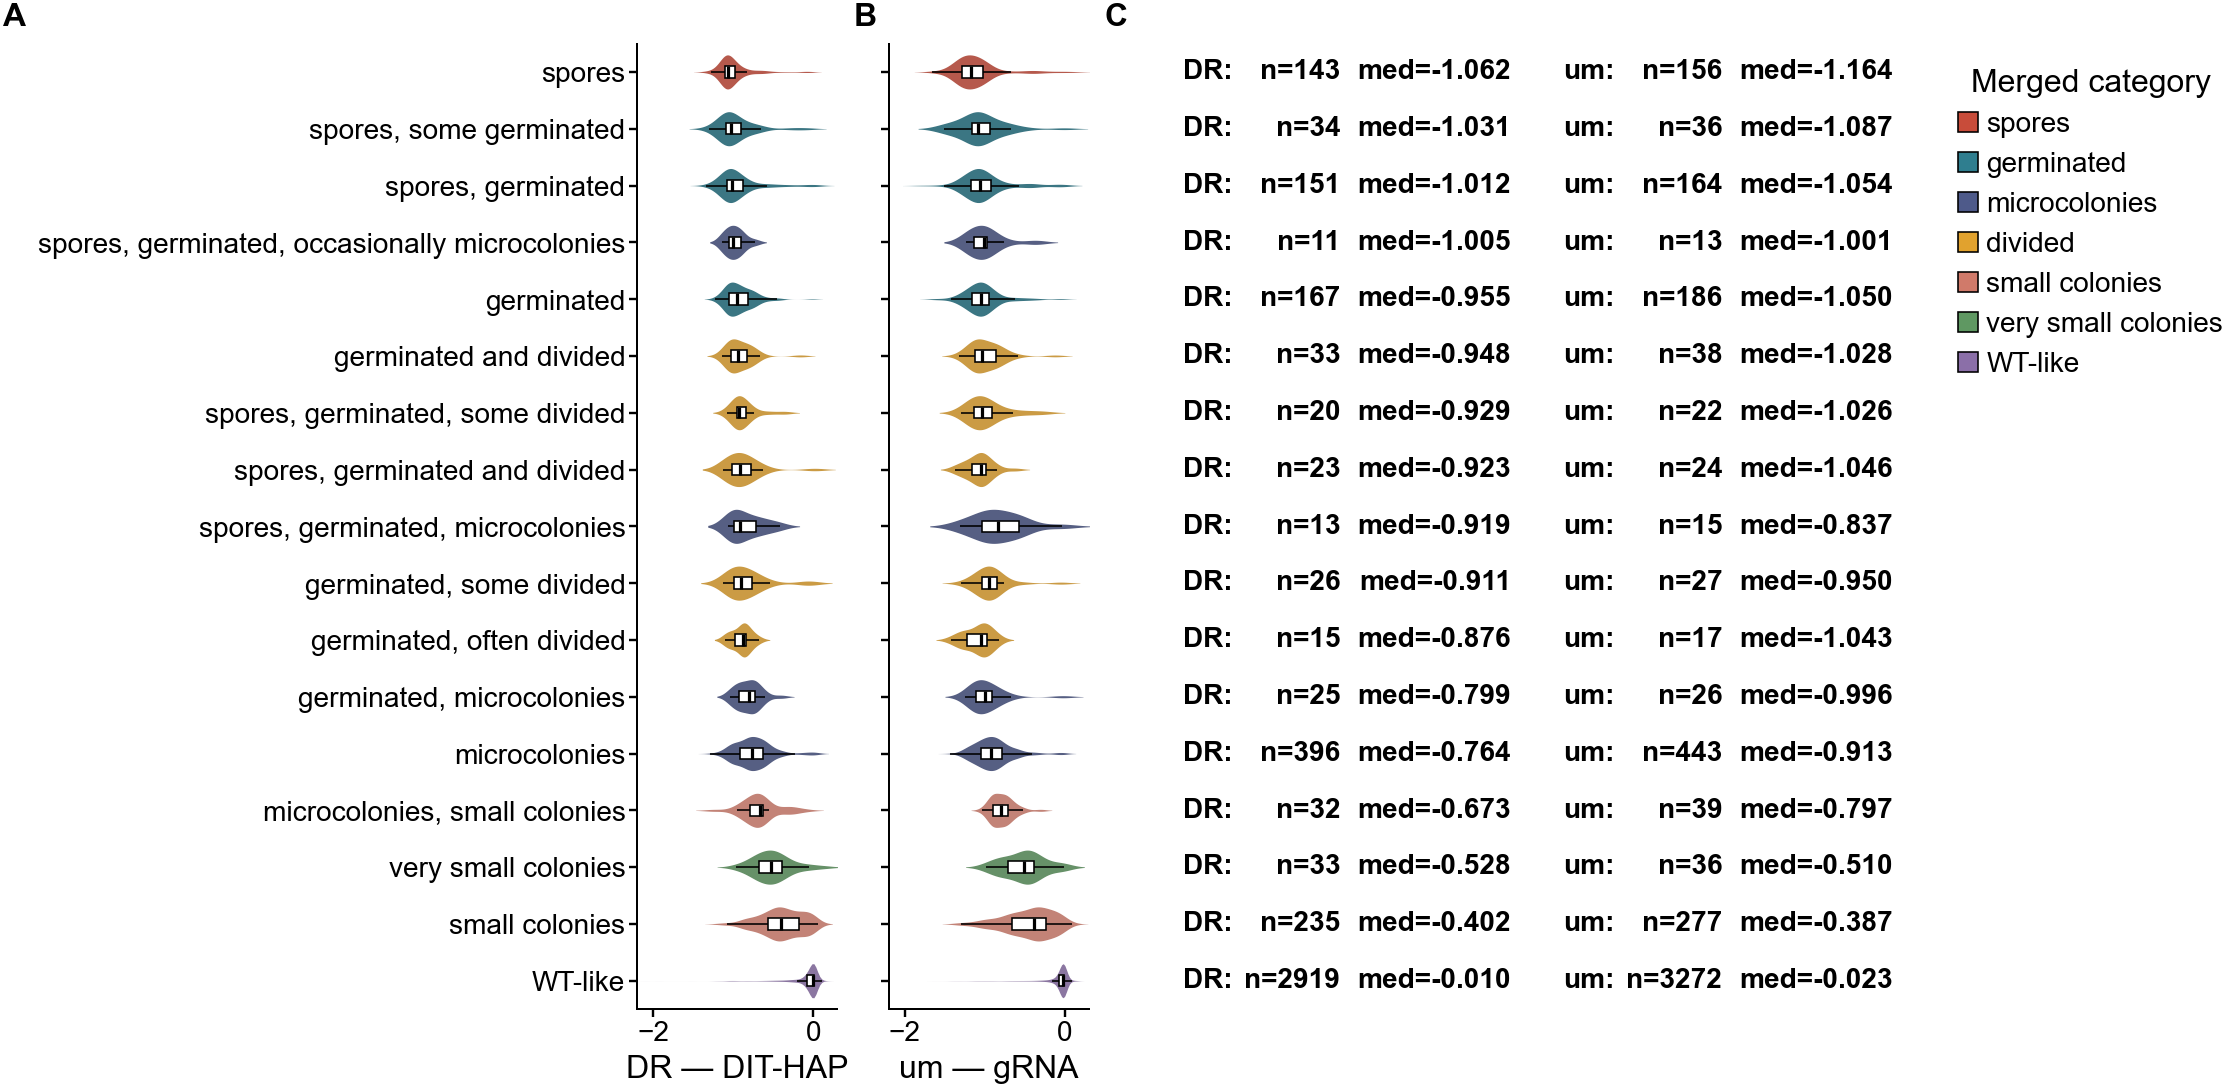 A B C
spores DR: n=143 med=-1.062 um: n=156 med=-1.164
spores, some germinated DR: n=34 med=-1.031 um: n=36 med=-1.087
spores, germinated DR: n=151 med=-1.012 um: n=164 med=-1.054
spores, germinated, occasionally microcolonies DR: n=11 med=-1.005 um: n=13 med=-1.001
germinated DR: n=167 med=-0.955 um: n=186 med=-1.050
germinated and divided DR: n=33 med=-0.948 um: n=38 med=-1.028
spores, germinated, some divided DR: n=20 med=-0.929 um: n=22 med=-1.026
spores, germinated and divided DR: n=23 med=-0.923 um: n=24 med=-1.046
spores, germinated, microcolonies DR: n=13 med=-0.919 um: n=15 med=-0.837
germinated, some divided DR: n=26 med=-0.911 um: n=27 med=-0.950
germinated, often divided DR: n=15 med=-0.876 um: n=17 med=-1.043
germinated, microcolonies DR: n=25 med=-0.799 um: n=26 med=-0.996
microcolonies DR: n=396 med=-0.764 um: n=443 med=-0.913
microcolonies, small colonies DR: n=32 med=-0.673 um: n=39 med=-0.797
very small colonies DR: n=33 med=-0.528 um: n=36 med=-0.510
small colonies DR: n=235 med=-0.402 um: n=277 med=-0.387
WT-like DR: n=2919 med=-0.010 um: n=3272 med=-0.023
−2 0 −2 0
DR — DIT-HAP um — gRNA
Merged category
spores
germinated
microcolonies
divided
small colonies
very small colonies
WT-like